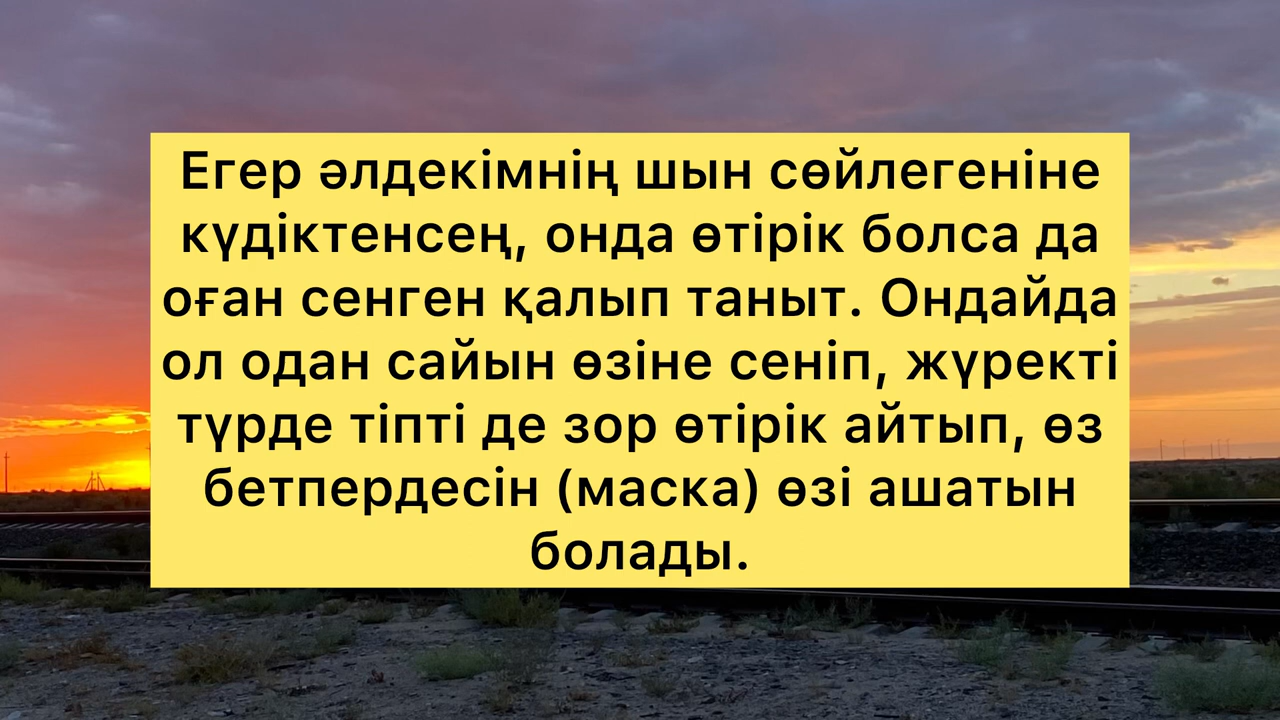 Егер әлдекімнің шын сөйлегеніне
күдіктенсең, онда өтірік болса да
оған сенген қалып таныт. Ондайда
ол одан сайын өзіне сеніп, жүректі
түрде тіпті де зор өтірік айтып, өз
бетпердесін (маска) өзі ашатын
болады.